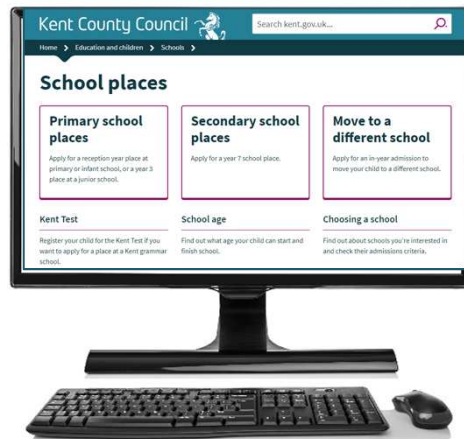 Kent County Council
Search kent.gov.uk...
Home > Education and children > Schools >
School places
Primary school
places
Apply for a reception year place at
primary or infant school, or a year 3
place at a junior school.
Secondary school
places
Apply for a year 7 school place.
Move to a
different school
Apply for an in-year admission to
move your child to a different school.
Kent Test
Register your child for the Kent Test if you
want to apply for a place at a Kent grammar
school.
School age
Find out what age your child can start and
finish school.
Choosing a school
Find out about schools you're interested in
and check their admissions criteria.